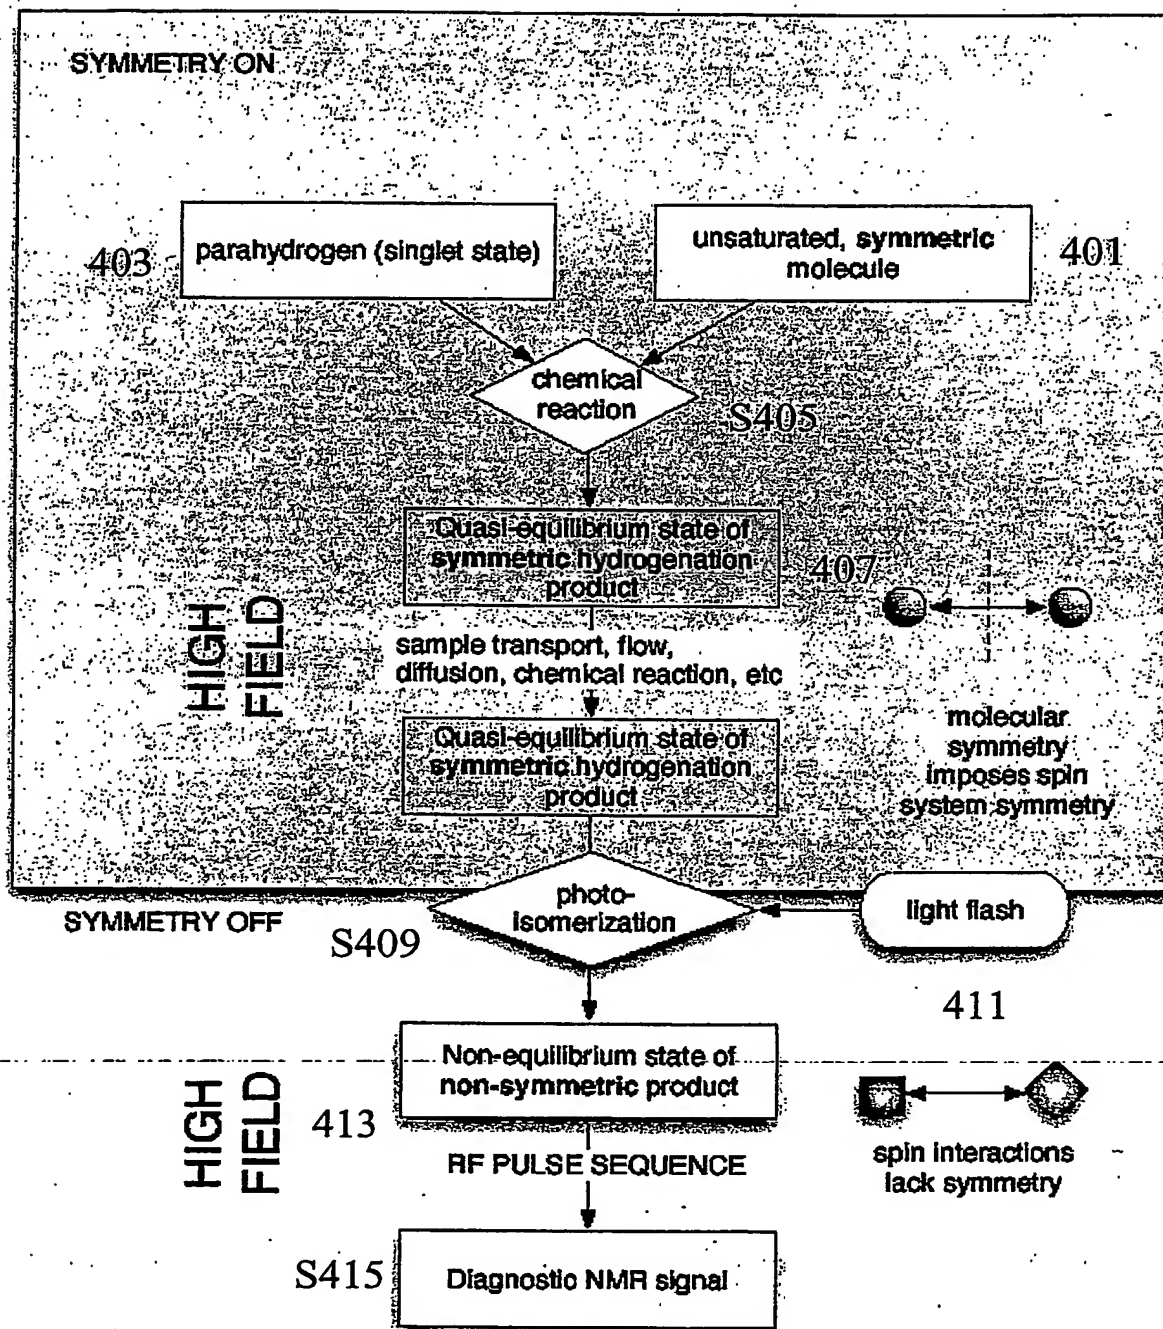 SYMMETRY ON
403
parahydrogen (singlet state)
unsaturated, symmetric
molecule
401
chemical
reaction
S405
Quasi-equilibrium state of
symmetric hydrogenation
product
407
HIGH
FIELD
sample transport, flow,
diffusion, chemical reaction, etc
Quasi-equilibrium state of
symmetric hydrogenation
product
molecular
symmetry
imposes spin
system symmetry
SYMMETRY OFF
S409
photo-
isomerization
light flash
411
Non-equilibrium state of
non-symmetric product
HIGH
FIELD
413
RF PULSE SEQUENCE
spin interactions
lack symmetry
S415
Diagnostic NMR signal